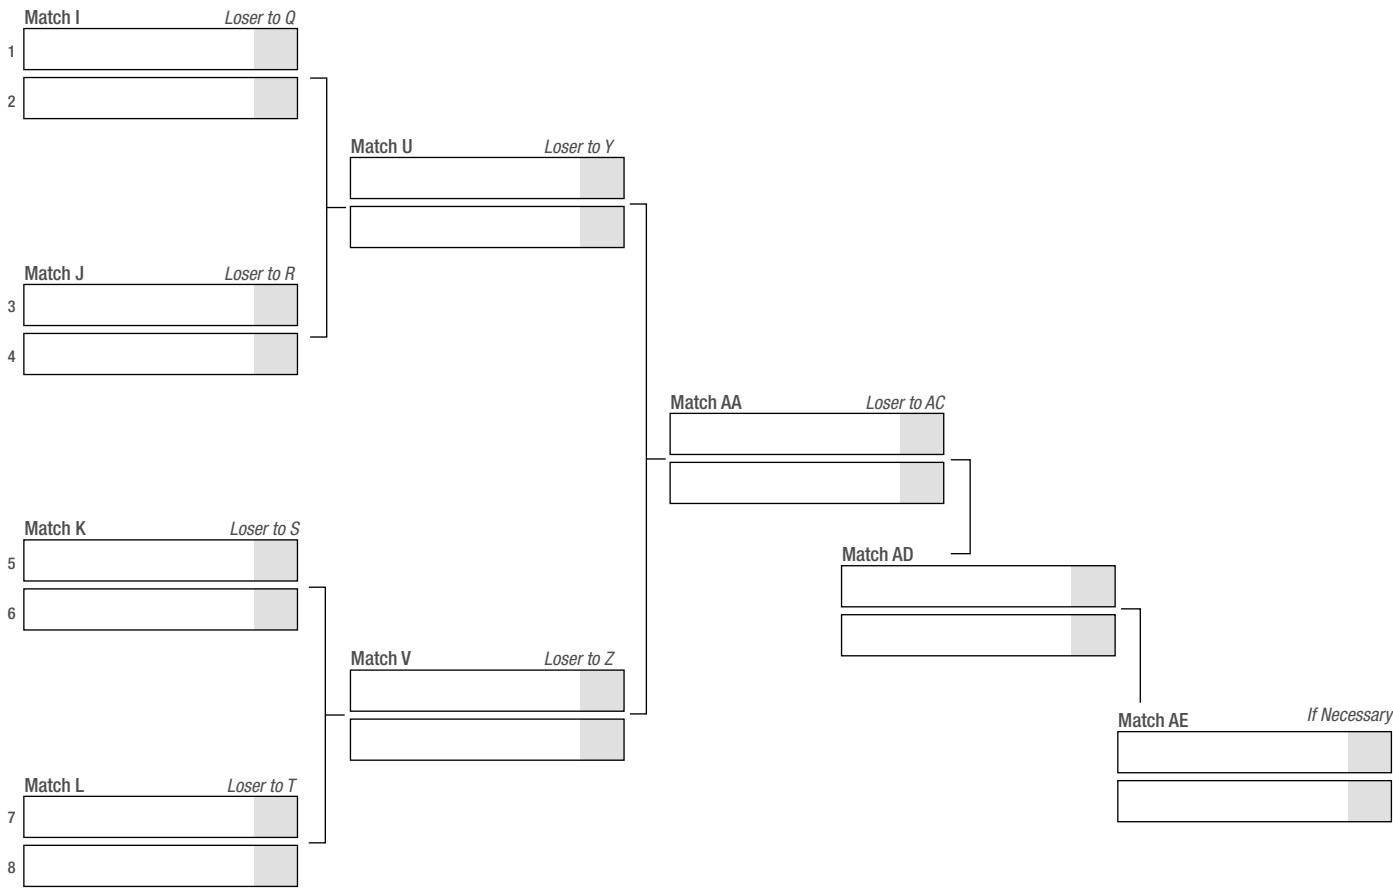 Match I Loser to Q
1
2
Match U Loser to Y
Match J Loser to R
3
4
Match AA Loser to AC
Match K Loser to S
5
6
Match AD
Match V Loser to Z
Match AE If Necessary
Match L Loser to T
7
8